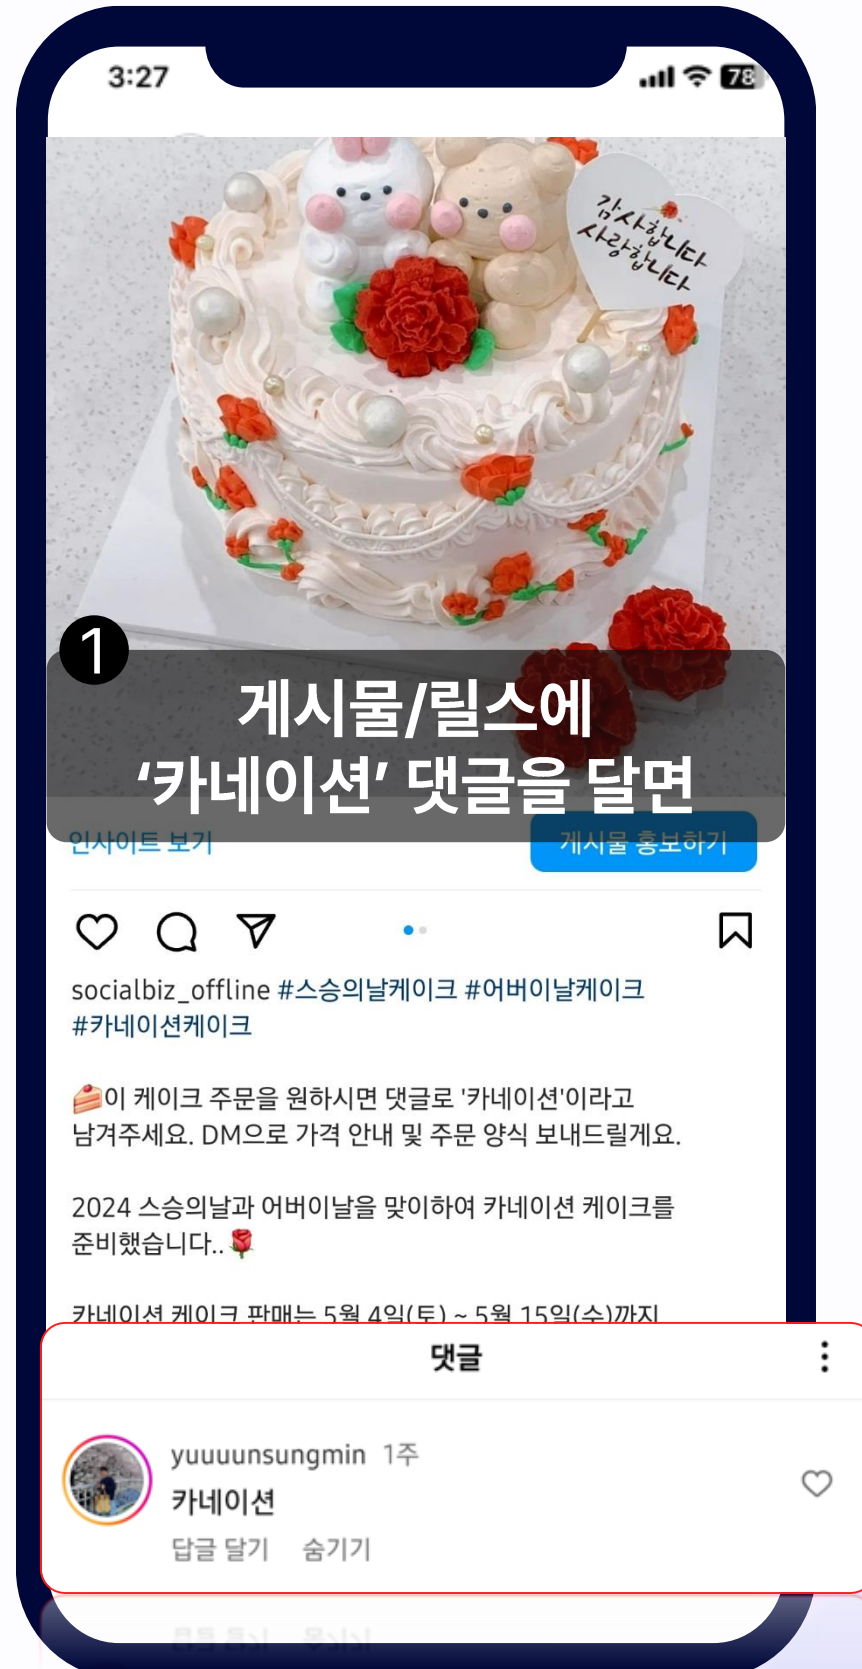 3:27
78
감사합니다
사랑합니다
1
게시물/릴스에
‘카네이션’ 댓글을 달면
인사이트 보기
게시물 홍보하기
socialbiz_offline #스승의날케이크 #어버이날케이크
#카네이션케이크
🍰이 케이크 주문을 원하시면 댓글로 '카네이션'이라고
남겨주세요. DM으로 가격 안내 및 주문 양식 보내드릴게요.
2024 스승의날과 어버이날을 맞이하여 카네이션 케이크를
준비했습니다..🌹
카네이션 케이크 판매는 5월 4일(토) ~ 5월 15일(수)까지
댓글
yuuuunsungmin 1주
카네이션
답글 달기 숨기기